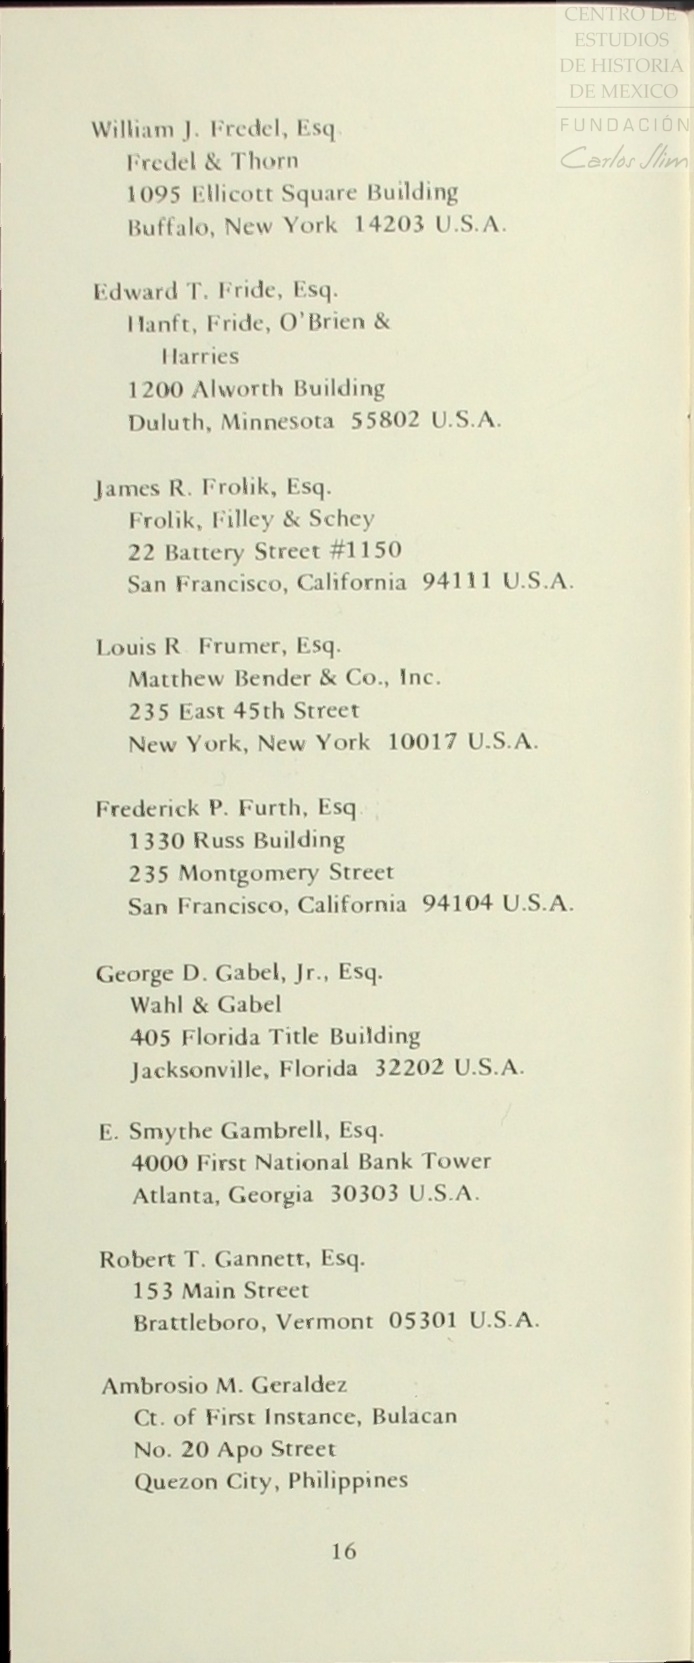 CENTRO DE
ESTUDIOS
DE HISTORIA
DE MEXICO
FUNDACIÓN
Carlos Slim
William J. Fredel, Esq.
Fredel & Thorn
1095 Ellicott Square Building
Buffalo, New York 14203 U.S.A.
Edward T. Fride, Esq.
Hanft, Fride, O'Brien &
Harries
1200 Alworth Building
Duluth, Minnesota 55802 U.S.A.
James R. Frolik, Esq.
Frolik, Filley & Schey
22 Battery Street #1150
San Francisco, California 94111 U.S.A.
Louis R Frumer, Esq.
Matthew Bender & Co., Inc.
235 East 45th Street
New York, New York 10017 U.S.A.
Frederick P. Furth, Esq.
1330 Russ Building
235 Montgomery Street
San Francisco, California 94104 U.S.A.
George D. Gabel, Jr., Esq.
Wahl & Gabel
405 Florida Title Building
Jacksonville, Florida 32202 U.S.A.
E. Smythe Gambrell, Esq.
4000 First National Bank Tower
Atlanta, Georgia 30303 U.S.A.
Robert T. Gannett, Esq.
153 Main Street
Brattleboro, Vermont 05301 U.S.A.
Ambrosio M. Geraldez
Ct. of First Instance, Bulacan
No. 20 Apo Street
Quezon City, Philippines
16